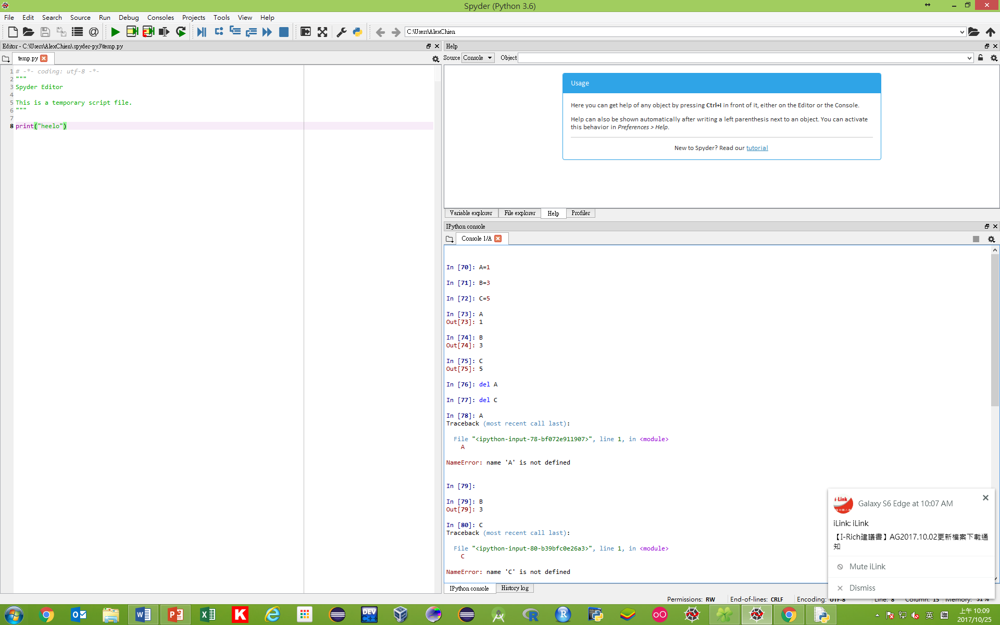 Spyder (Python 3.6)
File Edit Search Source Run Debug Consoles Projects Tools View Help
C:\Users\AlexChien
Editor - C:\Users\AlexChien\.spyder-py3\temp.py
temp.py
1 # -*- coding: utf-8 -*-
2 """
3 Spyder Editor
4
5 This is a temporary script file.
6 """
7
8 print("heelo")
Help
Source Console Object
Usage
Here you can get help of any object by pressing Ctrl+I in front of it, either on the Editor or the Console.
Help can also be shown automatically after writing a left parenthesis next to an object. You can activate
this behavior in Preferences > Help.
New to Spyder? Read our tutorial
Variable explorer File explorer Help Profiler
IPython console
Console 1/A
In [70]: A=1
In [71]: B=3
In [72]: C=5
In [73]: A
Out[73]: 1
In [74]: B
Out[74]: 3
In [75]: C
Out[75]: 5
In [76]: del A
In [77]: del C
In [78]: A
Traceback (most recent call last):
File "<ipython-input-78-bf072e911907>", line 1, in <module>
A
NameError: name 'A' is not defined
In [79]:
In [79]: B
Out[79]: 3
In [80]: C
Traceback (most recent call last):
File "<ipython-input-80-b39bfc0e26a3>", line 1, in <module>
C
NameError: name 'C' is not defined
IPython console History log
i-Link
Galaxy S6 Edge at 10:07 AM
iLink: iLink
【I-Rich建議書】AG2017.10.02更新檔案下載通
知
Mute iLink
Dismiss
Permissions: RW End-of-lines: CRLF Encoding: UTF-8 Line: 8 Column: 15 Memory: 51 %
DEV C++
英
上午 10:09
2017/10/25